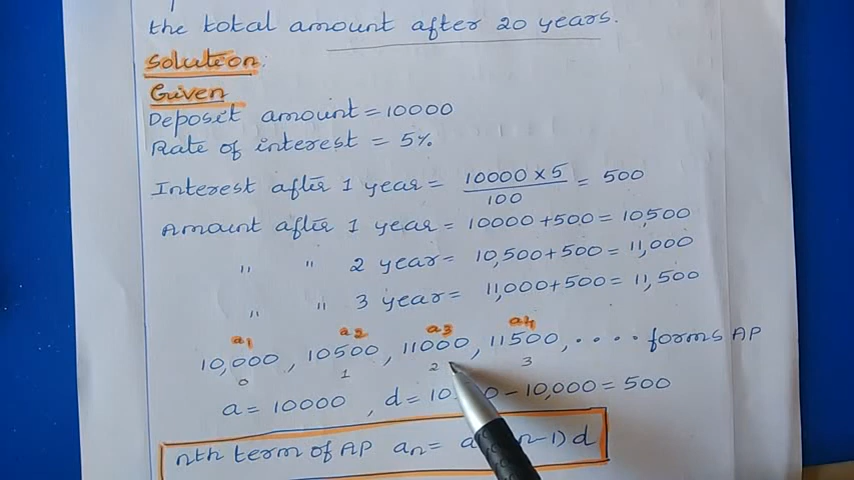 the total amount after 20 years.
Solution:
Given
Deposit amount = 10000
Rate of interest = 5%
Interest after 1 year = 10000 x 5 / 100 = 500
Amount after 1 year = 10000 + 500 = 10,500
" " 2 year = 10,500 + 500 = 11,000
" " 3 year = 11,000 + 500 = 11,500
a1 a2 a3 a4
10,000, 10500, 11000, 11500, .... forms AP
0 1 2 3
a = 10000, d = 10 0 - 10,000 = 500
nth term of AP an = a n-1) d